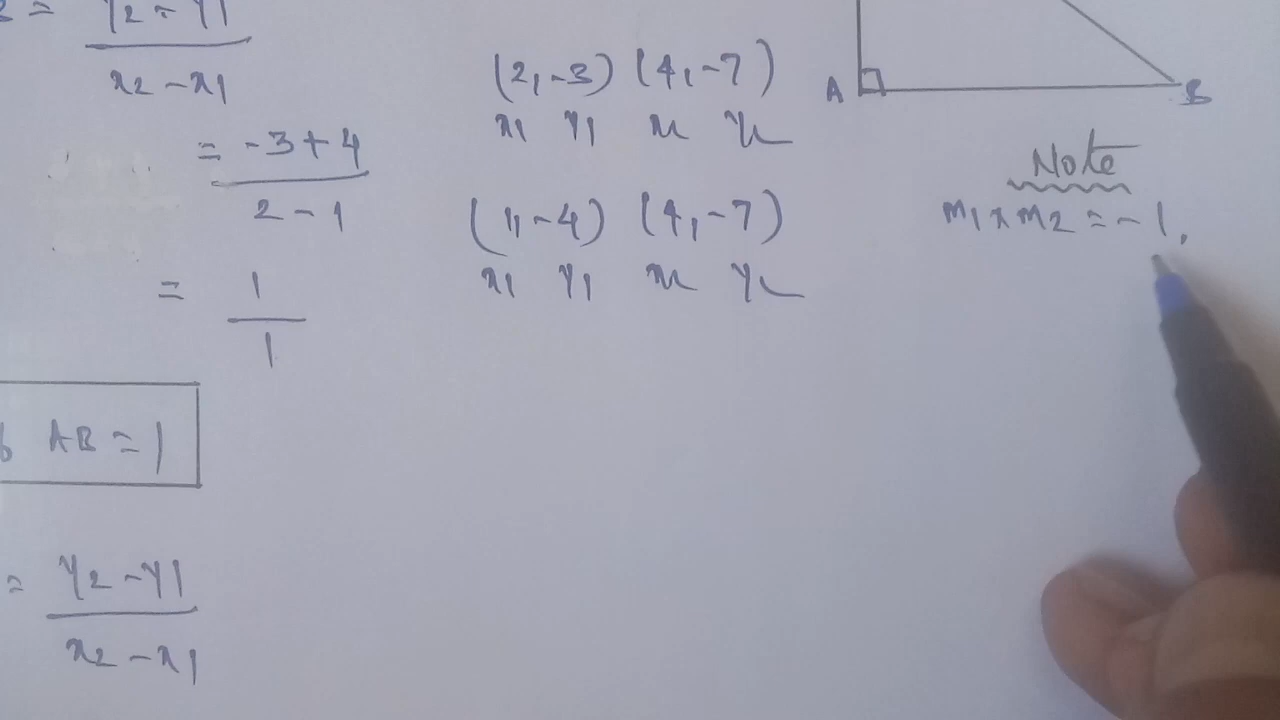 = y2 - y1
x2 - x1
= -3 + 4
2 - 1
= 1
1
AB = 1
= y2 - y1
x2 - x1
(2, -3) (4, -7)
x1 y1 x2 y2
(1, -4) (4, -7)
x1 y1 x2 y2
A B
Note
m1 x m2 = -1,